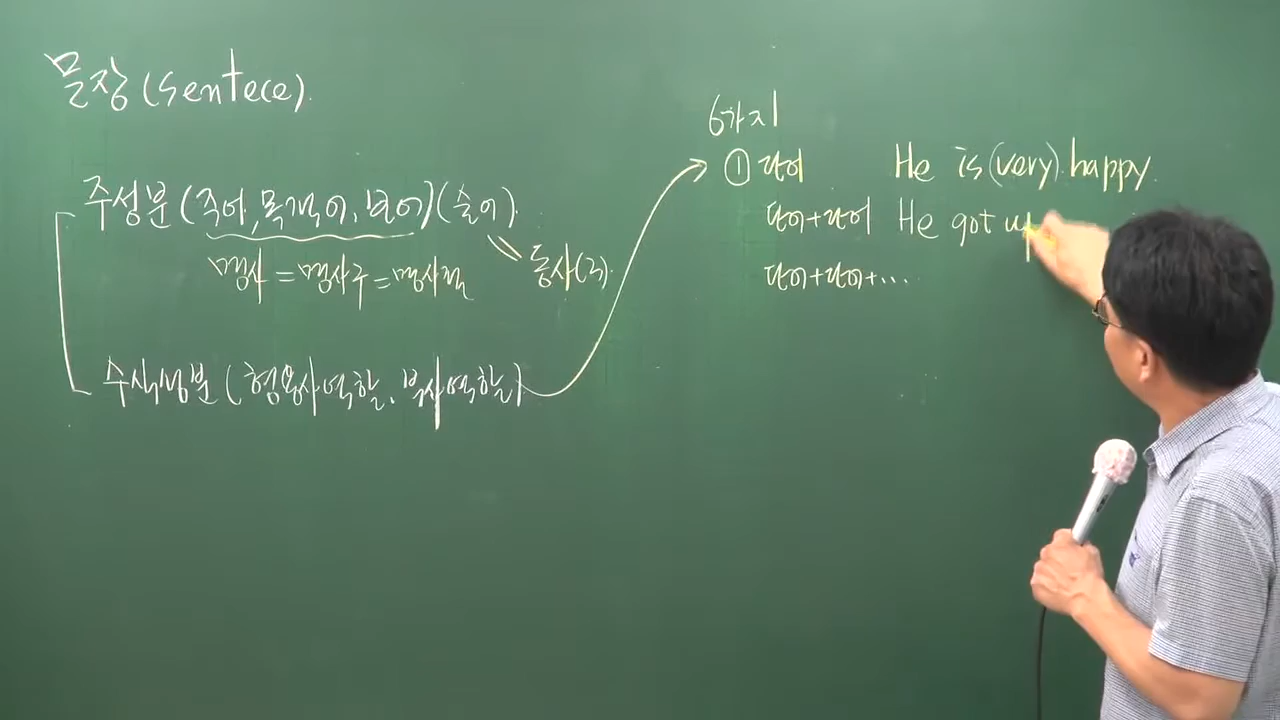 문장(sentece).
주성분(주어,목적어,보어)(술어).
명사=명사구=명사절
동사(구).
수식성분(형용사역할, 부사역할)
6가지
① 단어 He is (very) happy.
단어+단어 He got up
단어+단어+...